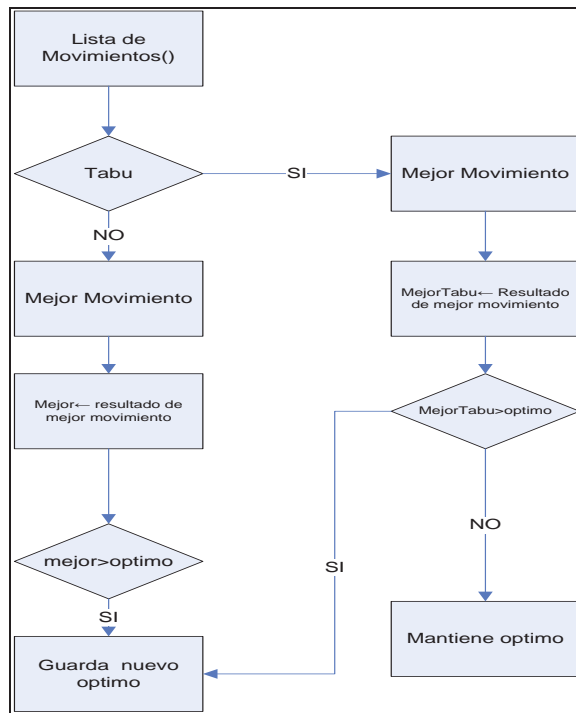 Lista de
Movimientos()
Tabu
SI
Mejor Movimiento
NO
Mejor Movimiento
MejorTabu← Resultado
de mejor movimiento
Mejor← resultado de
mejor movimiento
MejorTabu>optimo
NO
mejor>optimo
SI
SI
Guarda nuevo
optimo
Mantiene optimo